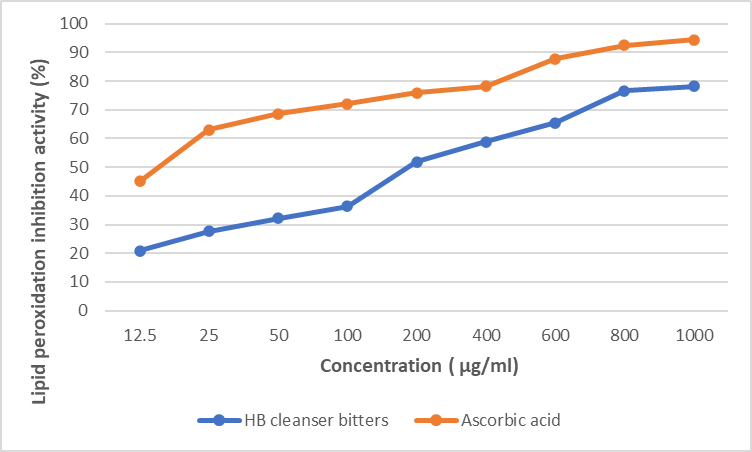 Lipid peroxidation inhibition activity (%)
100
90
80
70
60
50
40
30
20
10
0
12.5 25 50 100 200 400 600 800 1000
Concentration ( µg/ml)
HB cleanser bitters Ascorbic acid